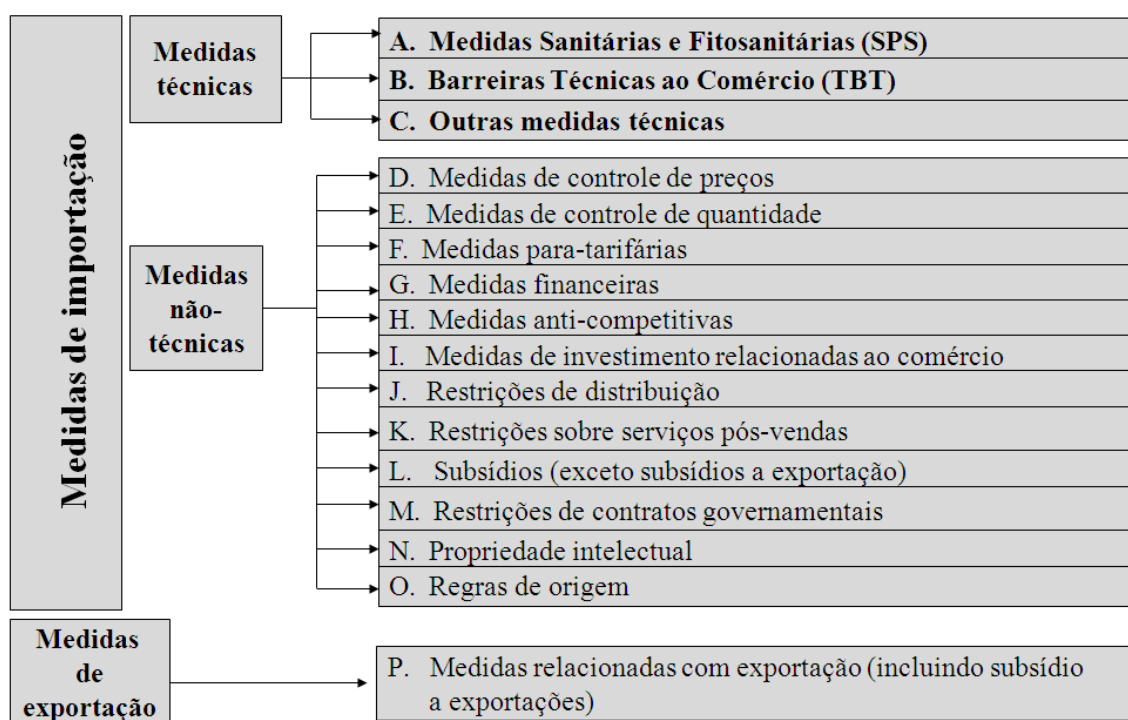 Medidas de importação
Medidas
técnicas
A. Medidas Sanitárias e Fitosanitárias (SPS)
B. Barreiras Técnicas ao Comércio (TBT)
C. Outras medidas técnicas
Medidas
não-
técnicas
D. Medidas de controle de preços
E. Medidas de controle de quantidade
F. Medidas para-tarifárias
G. Medidas financeiras
H. Medidas anti-competitivas
I. Medidas de investimento relacionadas ao comércio
J. Restrições de distribuição
K. Restrições sobre serviços pós-vendas
L. Subsídios (exceto subsídios a exportação)
M. Restrições de contratos governamentais
N. Propriedade intelectual
O. Regras de origem
Medidas
de
exportação
P. Medidas relacionadas com exportação (incluindo subsídio
a exportações)